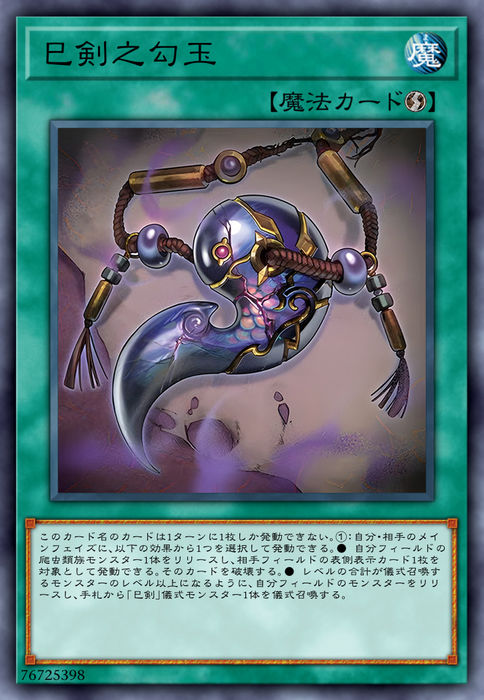 巳剣之勾玉
魔
【魔法カード】
このカード名のカードは1ターンに1枚しか発動できない。①:自分・相手のメイ
ンフェイズに、以下の効果から1つを選択して発動できる。● 自分フィールドの
爬虫類族モンスター1体をリリースし、相手フィールドの表側表示カード1枚を
対象として発動できる。そのカードを破壊する。● レベルの合計が儀式召喚す
るモンスターのレベル以上になるように、自分フィールドのモンスターをリリ
ースし、手札から「巳剣」儀式モンスター1体を儀式召喚する。
76725398